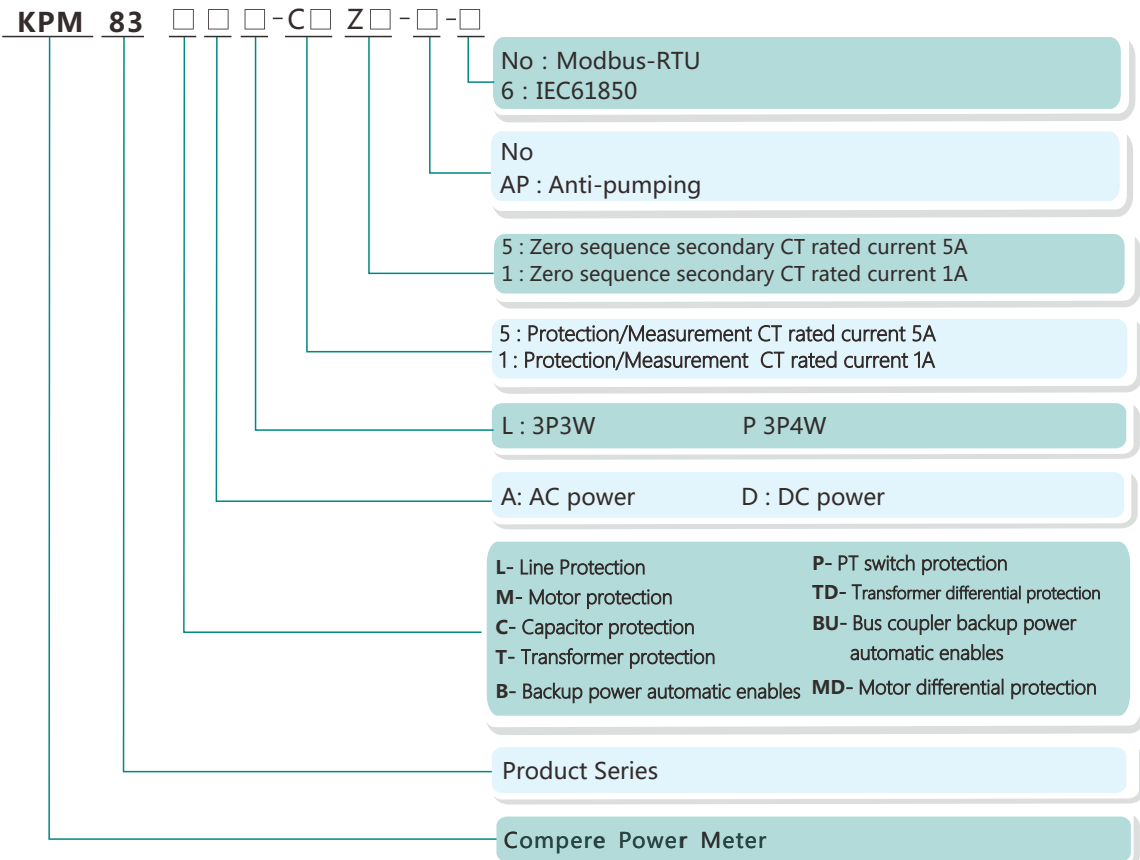 KPM 83 □ □ □ -C□ Z□ -□ -□
No : Modbus-RTU
6 : IEC61850
No
AP : Anti-pumping
5 : Zero sequence secondary CT rated current 5A
1 : Zero sequence secondary CT rated current 1A
5 : Protection/Measurement CT rated current 5A
1 : Protection/Measurement CT rated current 1A
L : 3P3W P 3P4W
A: AC power D : DC power
L- Line Protection
M- Motor protection
C- Capacitor protection
T- Transformer protection
B- Backup power automatic enables
P- PT switch protection
TD- Transformer differential protection
BU- Bus coupler backup power
automatic enables
MD- Motor differential protection
Product Series
Compere Power Meter